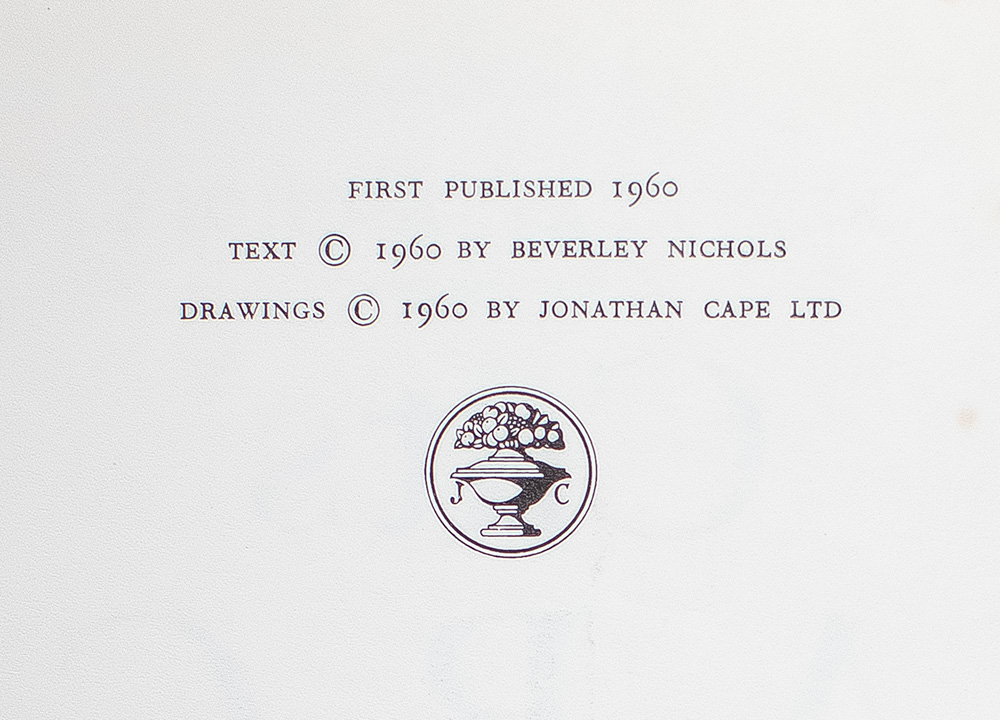 FIRST PUBLISHED 1960
TEXT © 1960 BY BEVERLEY NICHOLS
DRAWINGS © 1960 BY JONATHAN CAPE LTD
J C